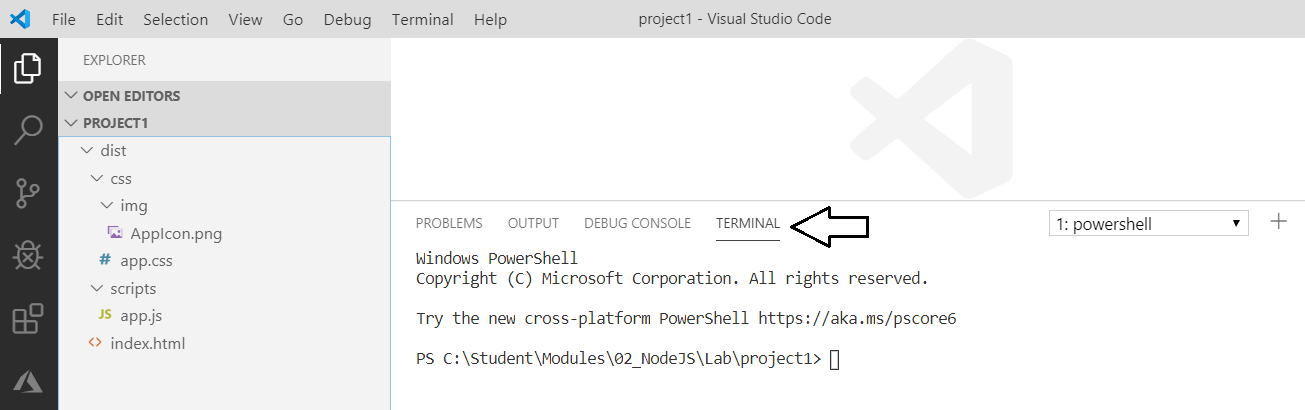 File Edit Selection View Go Debug Terminal Help project1 - Visual Studio Code
EXPLORER
OPEN EDITORS
PROJECT1
dist
css
img
AppIcon.png
# app.css
scripts
JS app.js
<> index.html
PROBLEMS OUTPUT DEBUG CONSOLE TERMINAL 1: powershell
Windows PowerShell
Copyright (C) Microsoft Corporation. All rights reserved.
Try the new cross-platform PowerShell https://aka.ms/pscore6
PS C:\Student\Modules\02_NodeJS\Lab\project1>